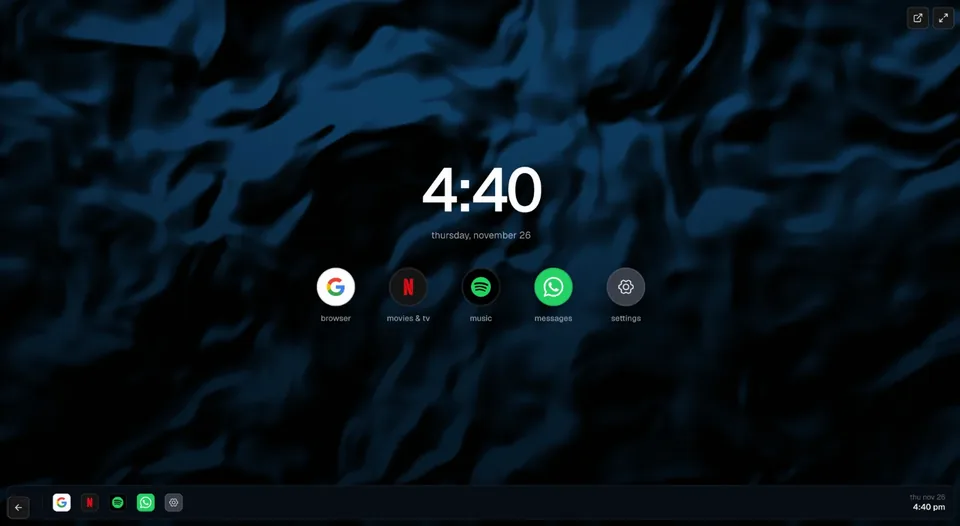 4:40
thursday, november 26
browser
movies & tv
music
messages
settings
thu nov 26
4:40 pm